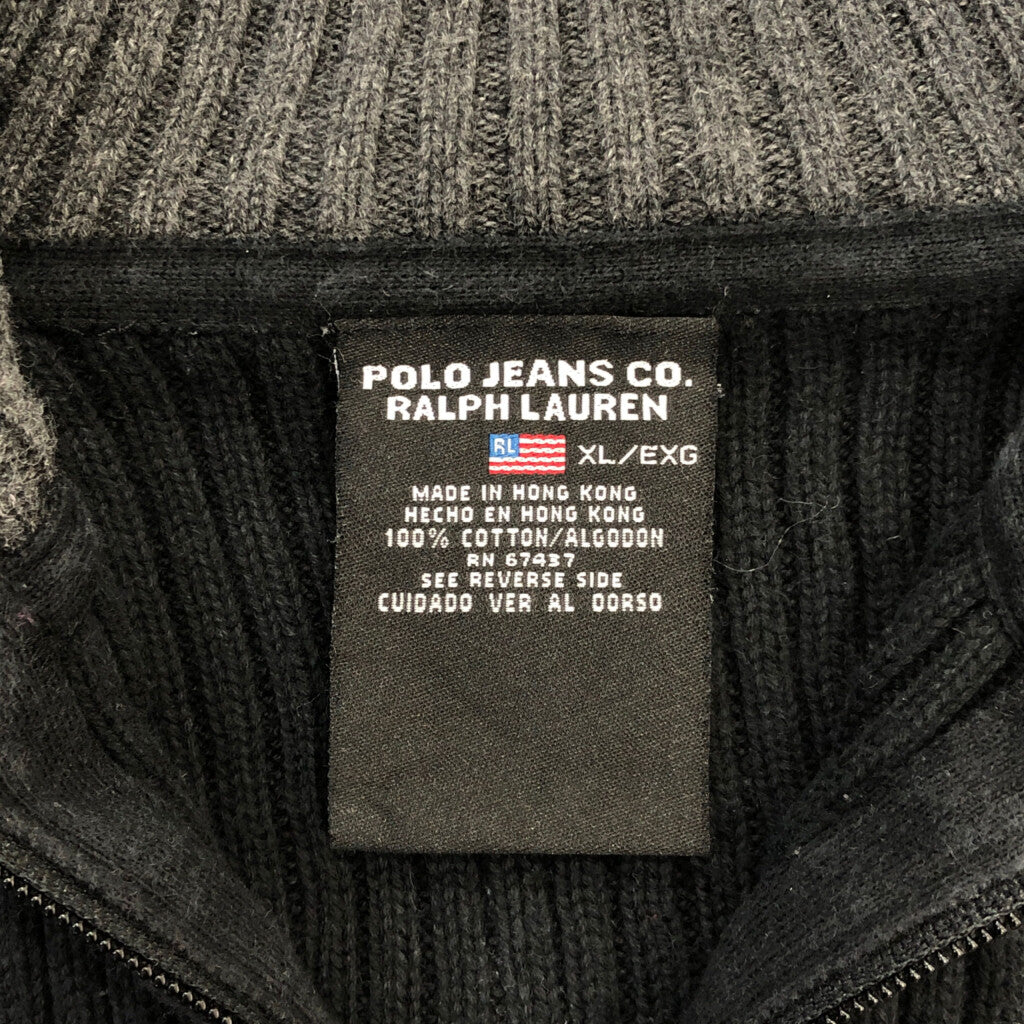 POLO JEANS CO.
RALPH LAUREN
RL XL/EXG
MADE IN HONG KONG
HECHO EN HONG KONG
100% COTTON/ALGODON
RN 67437
SEE REVERSE SIDE
CUIDADO VER AL DORSO